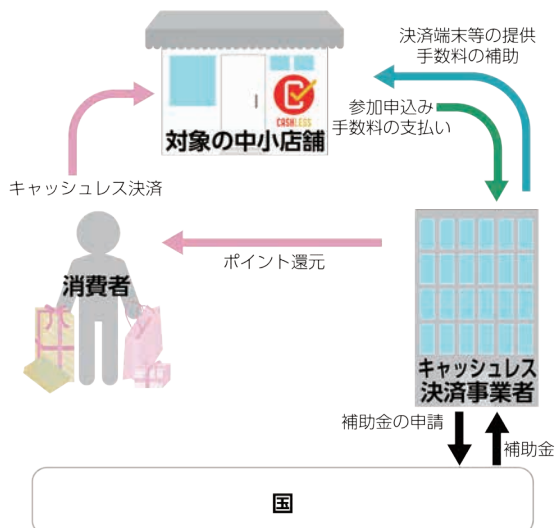 決済端末等の提供
手数料の補助
参加申込み
手数料の支払い
CASHLESS
対象の中小店舗
キャッシュレス決済
ポイント還元
消費者
キャッシュレス
決済事業者
補助金の申請
補助金
国